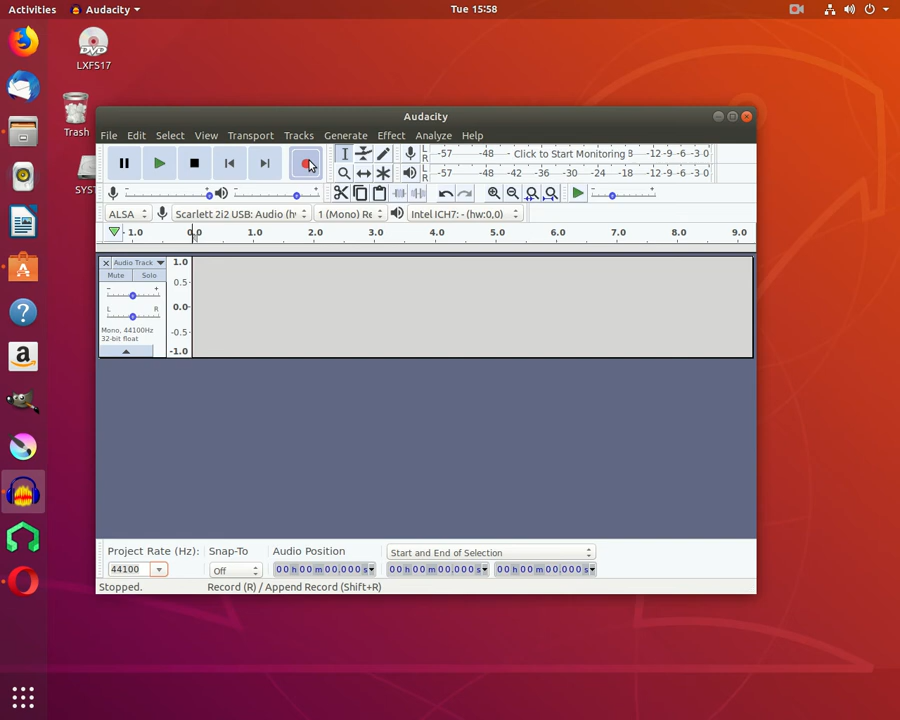 Activities
Audacity
Tue 15:58
LXFS17
Trash
SYS
Audacity
File Edit Select View Transport Tracks Generate Effect Analyze Help
L
R
-57 -48 Click to Start Monitoring 3 -12 -9 -6 -3 0
L
R
-57 -48 -42 -36 -30 -24 -18 -12 -9 -6 -3 0
ALSA
Scarlett 2i2 USB: Audio (hw
1 (Mono) Re
Intel ICH7: - (hw:0,0)
1.0 0.0 1.0 2.0 3.0 4.0 5.0 6.0 7.0 8.0 9.0
Audio Track
Mute Solo
- +
L R
Mono, 44100Hz
32-bit float
1.0
0.5
0.0
-0.5
-1.0
Project Rate (Hz):
44100
Snap-To
Off
Audio Position
00 h 00 m 00.000 s
Start and End of Selection
00 h 00 m 00.000 s
00 h 00 m 00.000 s
Stopped.
Record (R) / Append Record (Shift+R)